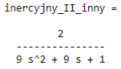 inercyjny_II_inny =
2
---------------
9 s^2 + 9 s + 1